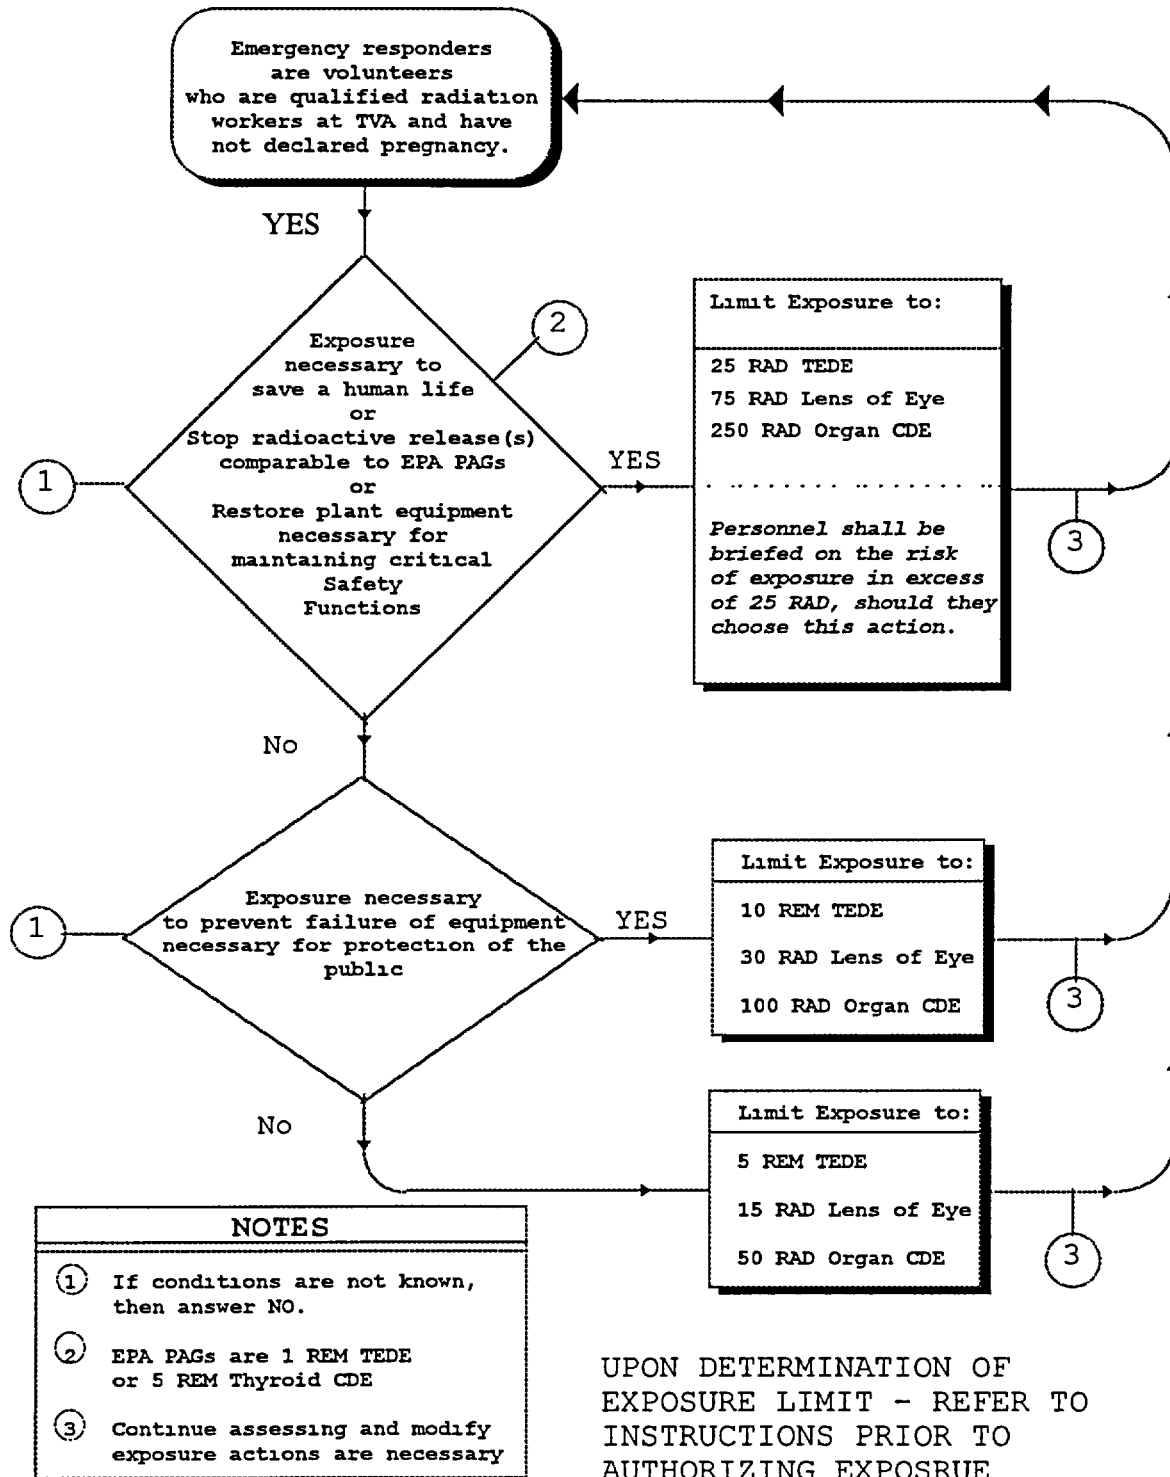 Emergency responders
are volunteers
who are qualified radiation
workers at TVA and have
not declared pregnancy.
YES
Exposure
necessary to
save a human life
or
Stop radioactive release(s)
comparable to EPA PAGs
or
Restore plant equipment
necessary for
maintaining critical
Safety
Functions
1
2
YES
Limit Exposure to:
25 RAD TEDE
75 RAD Lens of Eye
250 RAD Organ CDE
Personnel shall be
briefed on the risk
of exposure in excess
of 25 RAD, should they
choose this action.
3
No
1
Exposure necessary
to prevent failure of equipment
necessary for protection of the
public
YES
Limit Exposure to:
10 REM TEDE
30 RAD Lens of Eye
100 RAD Organ CDE
3
No
Limit Exposure to:
5 REM TEDE
15 RAD Lens of Eye
50 RAD Organ CDE
3
NOTES
1 If conditions are not known,
then answer NO.
2 EPA PAGs are 1 REM TEDE
or 5 REM Thyroid CDE
3 Continue assessing and modify
exposure actions are necessary
UPON DETERMINATION OF
EXPOSURE LIMIT - REFER TO
INSTRUCTIONS PRIOR TO
AUTHORIZING EXPOSRUE